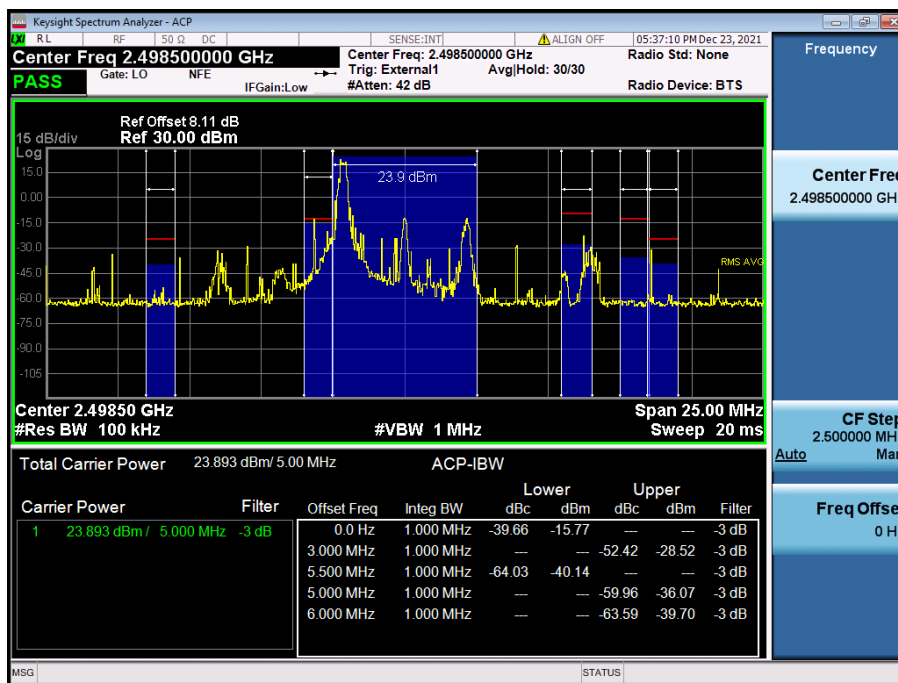 Keysight Spectrum Analyzer - ACP
LXI RL RF 50 Ω DC SENSE:INT ALIGN OFF 05:37:10 PM Dec 23, 2021
Center Freq 2.498500000 GHz
Center Freq: 2.498500000 GHz Radio Std: None
Gate: LO NFE Trig: External1 Avg|Hold: 30/30
PASS IFGain:Low #Atten: 42 dB Radio Device: BTS
Ref Offset 8.11 dB
15 dB/div Ref 30.00 dBm
Log
15.0
23.9 dBm
0.00
-15.0
-30.0
RMS AVG
-45.0
-60.0
-75.0
-90.0
-105
Center 2.49850 GHz Span 25.00 MHz
#Res BW 100 kHz #VBW 1 MHz Sweep 20 ms
Total Carrier Power 23.893 dBm/ 5.00 MHz ACP-IBW
Lower Upper
Carrier Power Filter Offset Freq Integ BW dBc dBm dBc dBm Filter
1 23.893 dBm / 5.000 MHz -3 dB 0.0 Hz 1.000 MHz -39.66 -15.77 --- --- -3 dB
3.000 MHz 1.000 MHz --- --- -52.42 -28.52 -3 dB
5.500 MHz 1.000 MHz -64.03 -40.14 --- --- -3 dB
5.000 MHz 1.000 MHz --- --- -59.96 -36.07 -3 dB
6.000 MHz 1.000 MHz --- --- -63.59 -39.70 -3 dB
MSG STATUS
Frequency
Center Fre
2.498500000 GH
CF Step
2.500000 MH
Auto Ma
Freq Offse
0 H